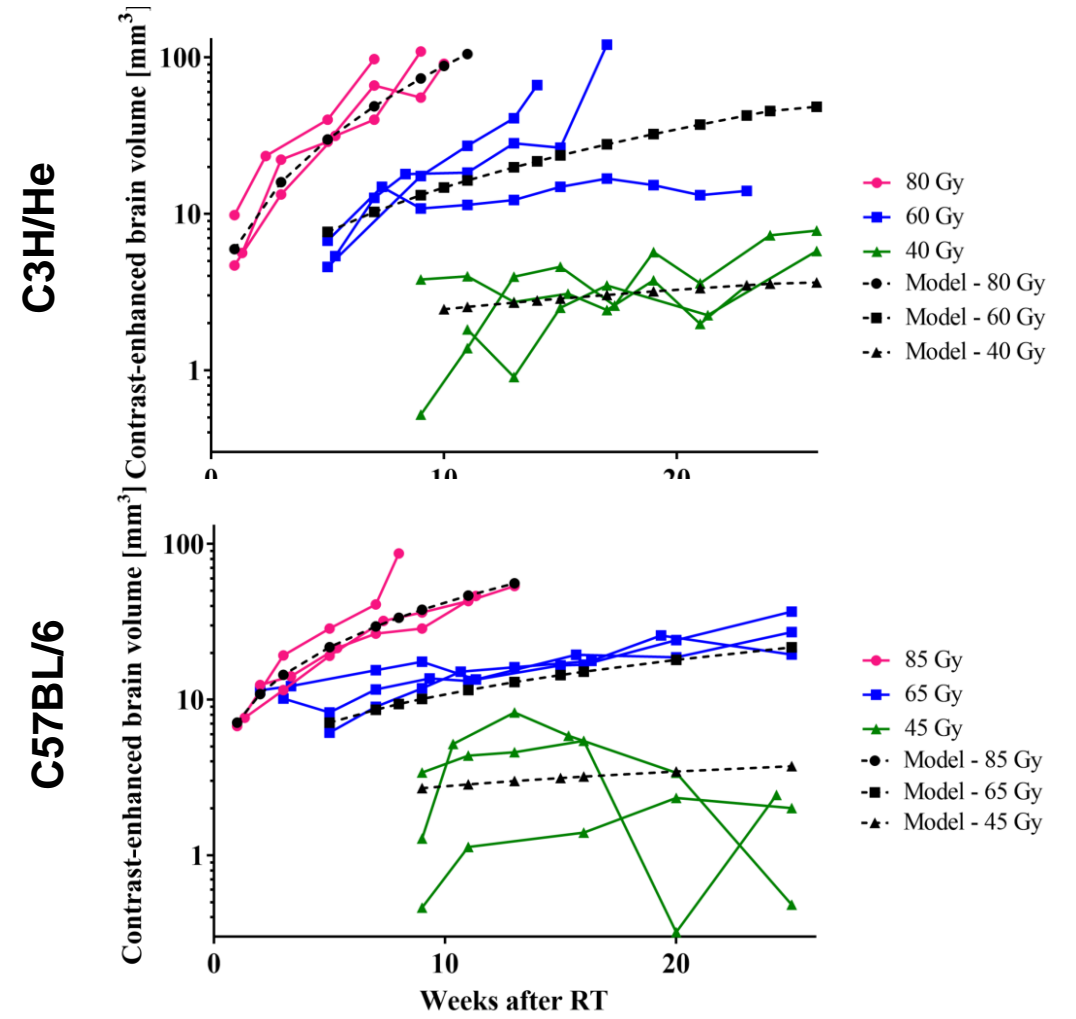 C3H/He
Contrast-enhanced brain volume [mm³]
100
10
1
0
10
20
80 Gy
60 Gy
40 Gy
Model - 80 Gy
Model - 60 Gy
Model - 40 Gy
C57BL/6
Contrast-enhanced brain volume [mm³]
100
10
1
0
10
20
Weeks after RT
85 Gy
65 Gy
45 Gy
Model - 85 Gy
Model - 65 Gy
Model - 45 Gy